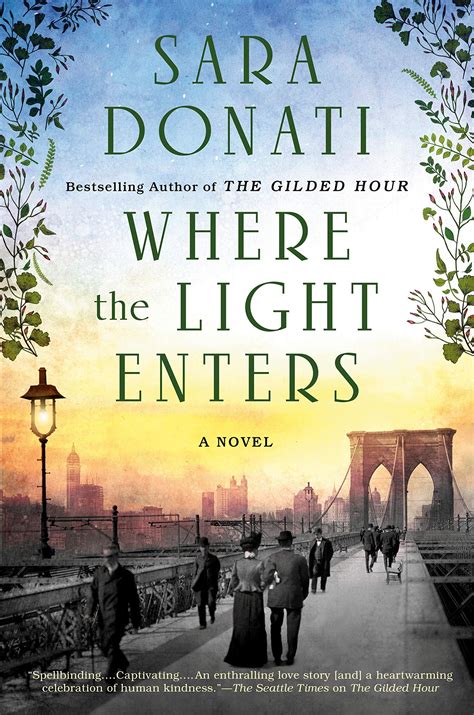 SARA
DONATI
Bestselling Author of THE GILDED HOUR
WHERE
the LIGHT
ENTERS
A NOVEL
“Spellbinding....Captivating....An enthralling love story [and] a heartwarming
celebration of human kindness.”—The Seattle Times on The Gilded Hour